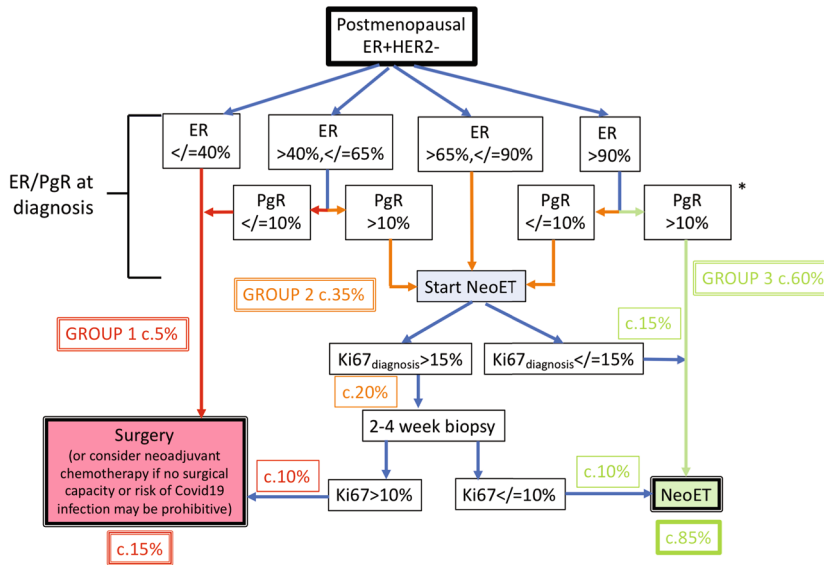 Postmenopausal
ER+HER2-
ER
</=40%
ER
>40%,</=65%
ER
>65%,</=90%
ER
>90%
ER/PgR at
diagnosis
PgR
</=10%
PgR
>10%
PgR
</=10%
PgR
>10%
*
GROUP 2 c.35%
Start NeoET
GROUP 3 c.60%
GROUP 1 c.5%
c.15%
Ki67diagnosis>15%
Ki67diagnosis</=15%
c.20%
2-4 week biopsy
Surgery
(or consider neoadjuvant
chemotherapy if no surgical
capacity or risk of Covid19
infection may be prohibitive)
c.10%
Ki67>10%
Ki67</=10%
c.10%
NeoET
c.15%
c.85%